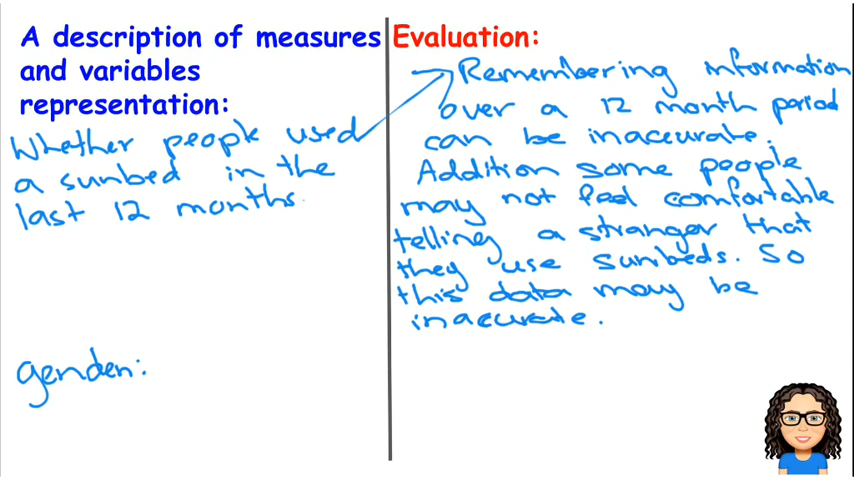 A description of measures
and variables
representation:
Whether people used
a sunbed in the
last 12 months
gender:
Evaluation:
Remembering information
over a 12 month period
can be inaccurate.
Addition some people
may not feel comfortable
telling a stranger that
they use sunbeds. So
this data may be
inaccurate.